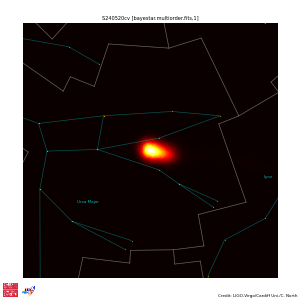 S240520cv [bayestar.multiorder.fits,1]
lynx
Ursa Major
Credit: LIGO-Virgo/Cardiff Uni./C. North